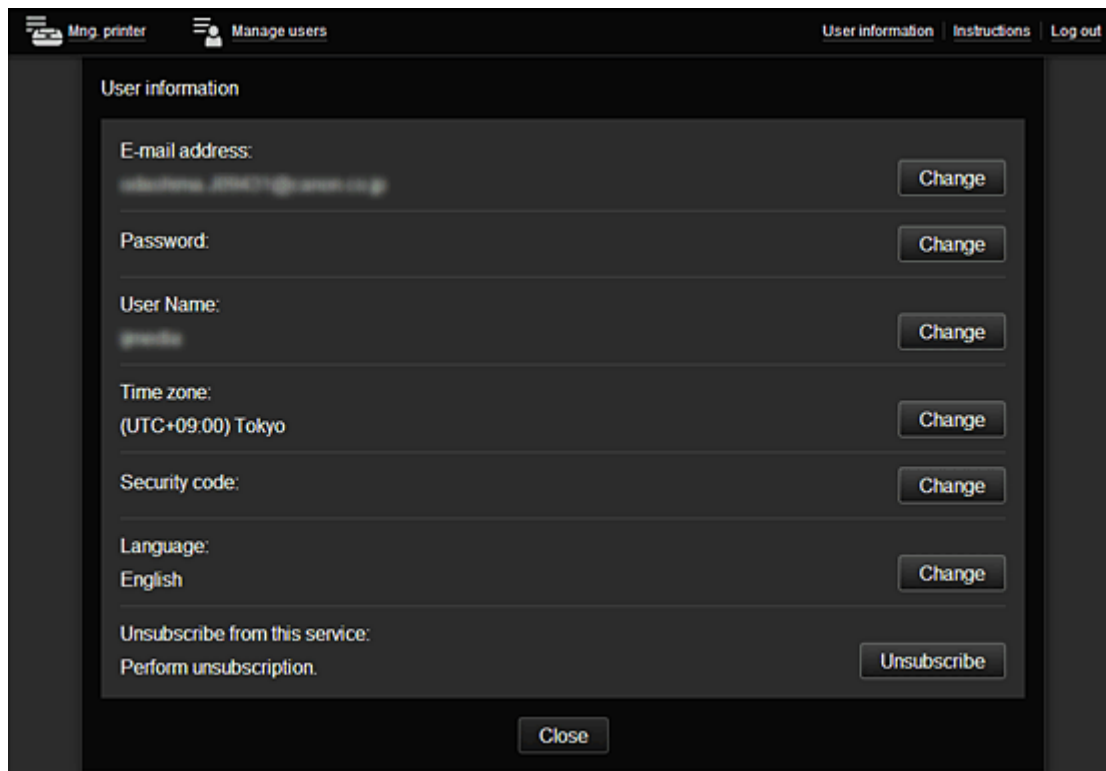 Mng. printer Manage users User information Instructions Log out
User information
E-mail address:
Change
Password:
Change
User Name:
Change
Time zone:
(UTC+09:00) Tokyo
Change
Security code:
Change
Language:
English
Change
Unsubscribe from this service:
Perform unsubscription.
Unsubscribe
Close